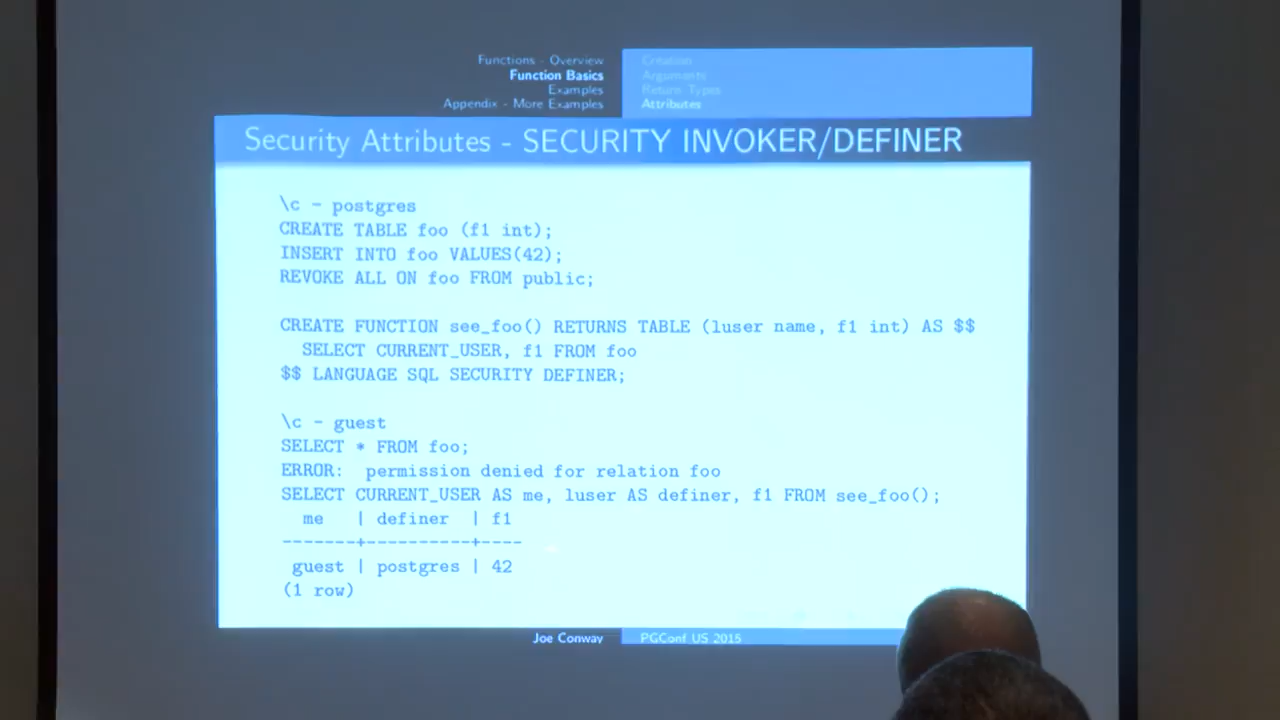 Functions - Overview
Function Basics
Examples
Appendix - More Examples
Creation
Arguments
Return Types
Attributes
Security Attributes - SECURITY INVOKER/DEFINER
\c - postgres
CREATE TABLE foo (f1 int);
INSERT INTO foo VALUES(42);
REVOKE ALL ON foo FROM public;
CREATE FUNCTION see_foo() RETURNS TABLE (luser name, f1 int) AS $$
SELECT CURRENT_USER, f1 FROM foo
$$ LANGUAGE SQL SECURITY DEFINER;
\c - guest
SELECT * FROM foo;
ERROR: permission denied for relation foo
SELECT CURRENT_USER AS me, luser AS definer, f1 FROM see_foo();
me | definer | f1
-------+----------+----
guest | postgres | 42
(1 row)
Joe Conway
PGConf US 2015